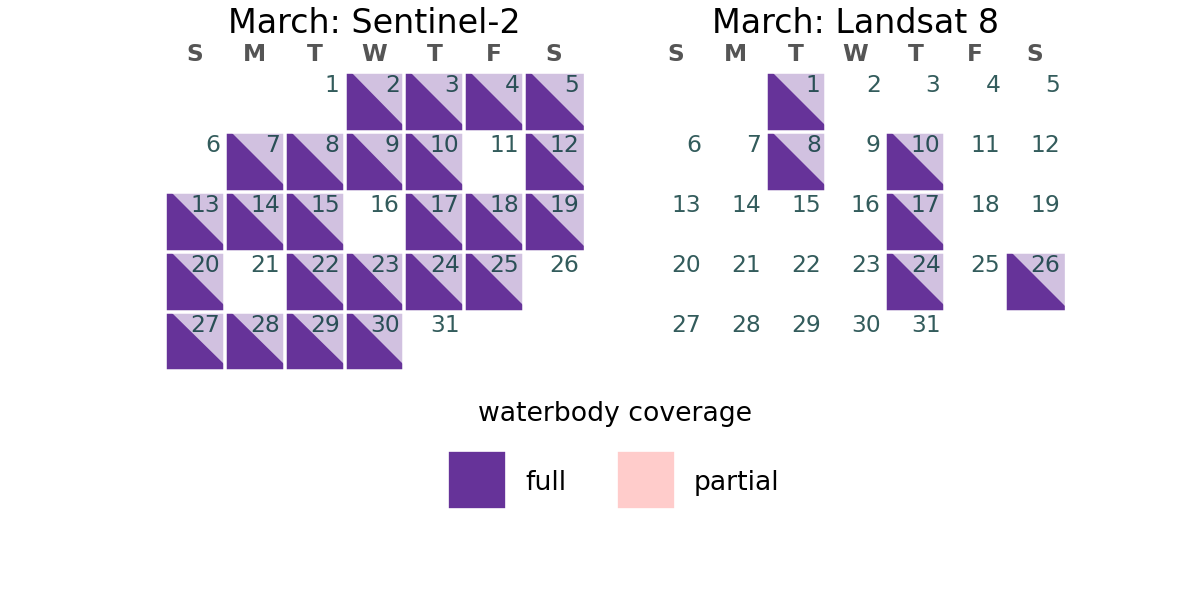 March: Sentinel-2
S M T W T F S
1 2 3 4 5
6 7 8 9 10 11 12
13 14 15 16 17 18 19
20 21 22 23 24 25 26
27 28 29 30 31
March: Landsat 8
S M T W T F S
1 2 3 4 5
6 7 8 9 10 11 12
13 14 15 16 17 18 19
20 21 22 23 24 25 26
27 28 29 30 31
waterbody coverage
full partial